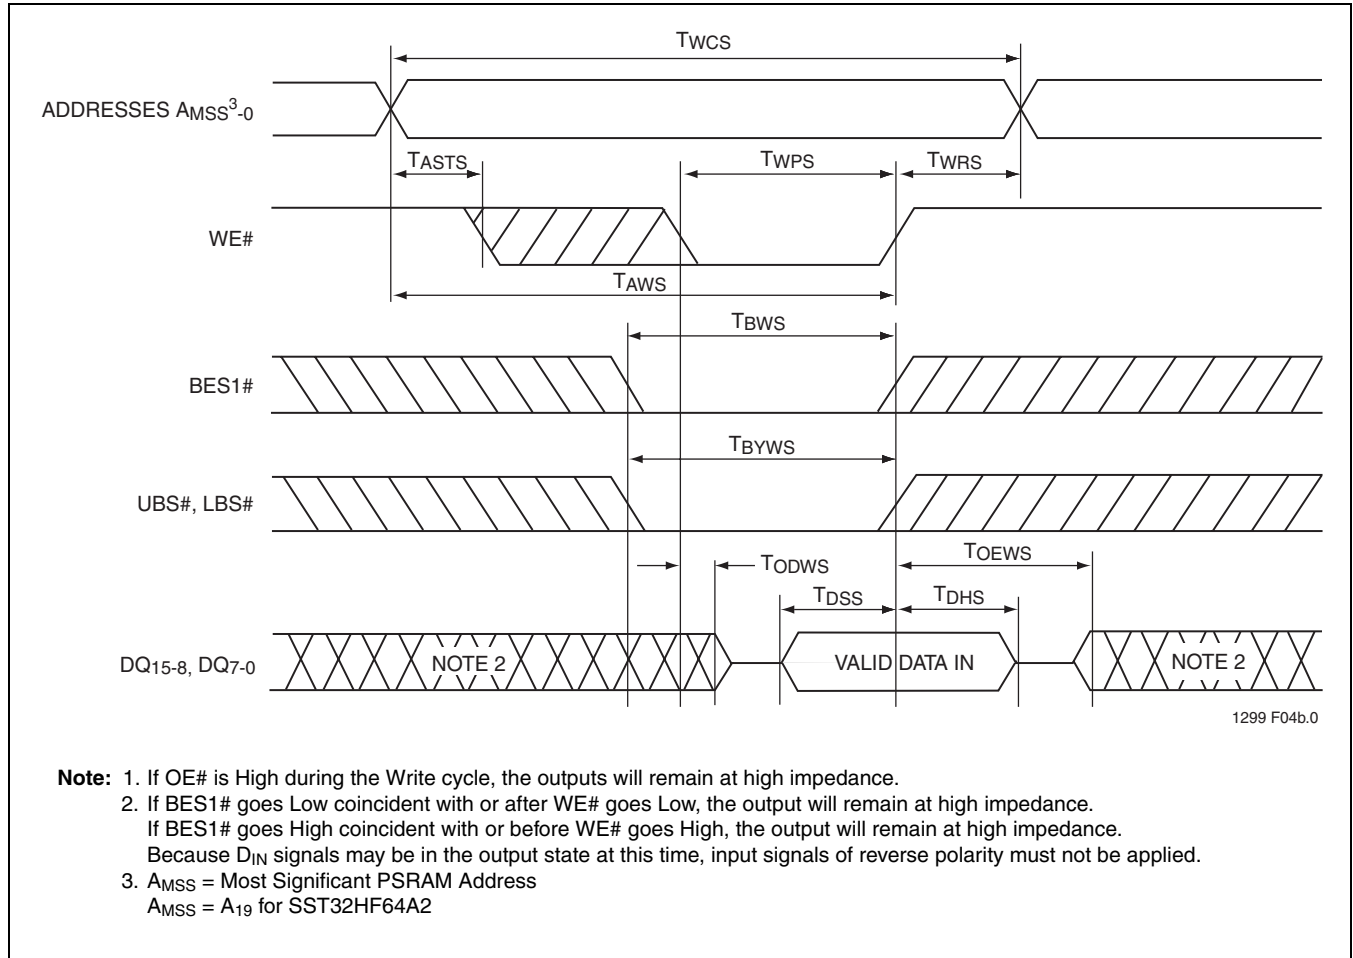 TWCS
ADDRESSES AMSS3-0
TASTS
TWPS
TWRS
WE#
TAWS
TBWS
BES1#
TBYWS
UBS#, LBS#
TOEWS
TODWS
TDSS
TDHS
DQ15-8, DQ7-0
NOTE 2
VALID DATA IN
NOTE 2
1299 F04b.0
Note: 1. If OE# is High during the Write cycle, the outputs will remain at high impedance.
2. If BES1# goes Low coincident with or after WE# goes Low, the output will remain at high impedance.
If BES1# goes High coincident with or before WE# goes High, the output will remain at high impedance.
Because DIN signals may be in the output state at this time, input signals of reverse polarity must not be applied.
3. AMSS = Most Significant PSRAM Address
AMSS = A19 for SST32HF64A2